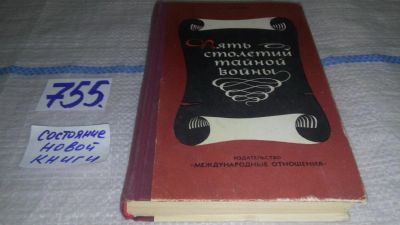 755.
состояние
новой
книги
Пять
столетий
тайной
войны
ИЗДАТЕЛЬСТВО
«МЕЖДУНАРОДНЫЕ ОТНОШЕНИЯ»